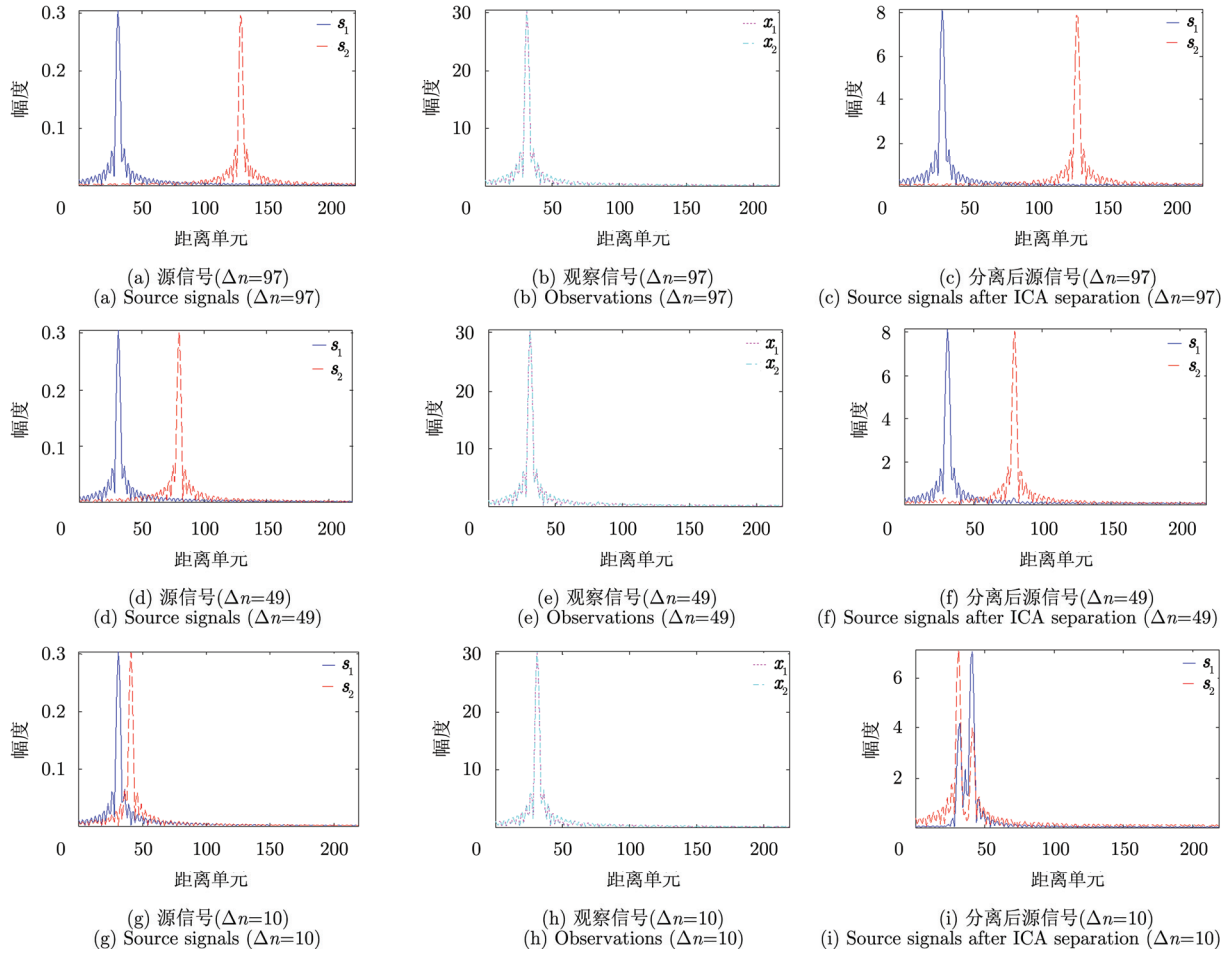 0.3
0.2
0.1
幅度
s1
s2
0 50 100 150 200
距离单元
(a) 源信号(Δn=97)
(a) Source signals (Δn=97)
30
20
10
幅度
x1
x2
0 50 100 150 200
距离单元
(b) 观察信号(Δn=97)
(b) Observations (Δn=97)
8
6
4
2
幅度
s1
s2
0 50 100 150 200
距离单元
(c) 分离后源信号(Δn=97)
(c) Source signals after ICA separation (Δn=97)
0.3
0.2
0.1
幅度
s1
s2
0 50 100 150 200
距离单元
(d) 源信号(Δn=49)
(d) Source signals (Δn=49)
30
20
10
幅度
x1
x2
0 50 100 150 200
距离单元
(e) 观察信号(Δn=49)
(e) Observations (Δn=49)
8
6
4
2
幅度
s1
s2
0 50 100 150 200
距离单元
(f) 分离后源信号(Δn=49)
(f) Source signals after ICA separation (Δn=49)
0.3
0.2
0.1
幅度
s1
s2
0 50 100 150 200
距离单元
(g) 源信号(Δn=10)
(g) Source signals (Δn=10)
30
20
10
幅度
x1
x2
0 50 100 150 200
距离单元
(h) 观察信号(Δn=10)
(h) Observations (Δn=10)
6
4
2
幅度
s1
s2
0 50 100 150 200
距离单元
(i) 分离后源信号(Δn=10)
(i) Source signals after ICA separation (Δn=10)